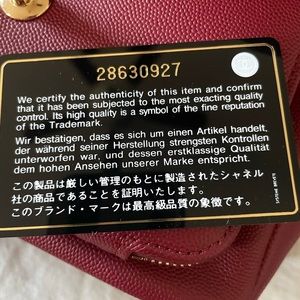 28630927
We certify the authenticity of this item and confirm
that it has been subjected to the most exacting quality
control. Its high quality is a symbol of the fine reputation
of the Trademark.
Wir bestätigen, dass es sich um einen Artikel handelt,
der während seiner Herstellung strengsten Kontrollen
unterworfen war, und dessen erstklassige Qualität
dem hohen Ansehen unserer Marke entspricht.
この製品は厳しい管理のもとに製造されたシャネル
社の商品であることを証明いたします。
このブランド・マークは最高級品質の象徴です。